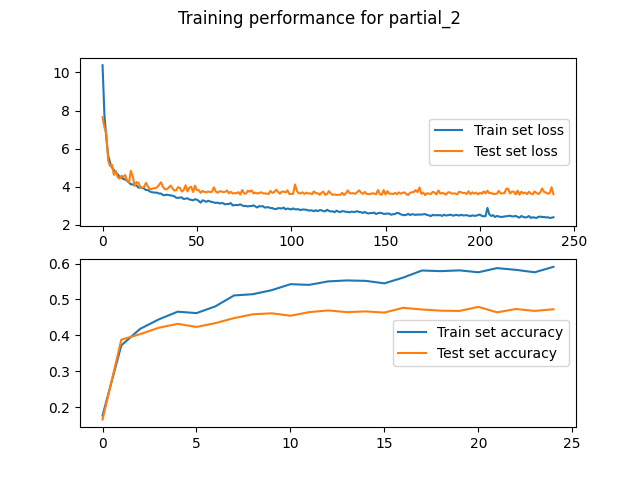 Training performance for partial_2
10
8
6
4
2
Train set loss
Test set loss
0 50 100 150 200 250
0.6
0.5
0.4
0.3
0.2
Train set accuracy
Test set accuracy
0 5 10 15 20 25